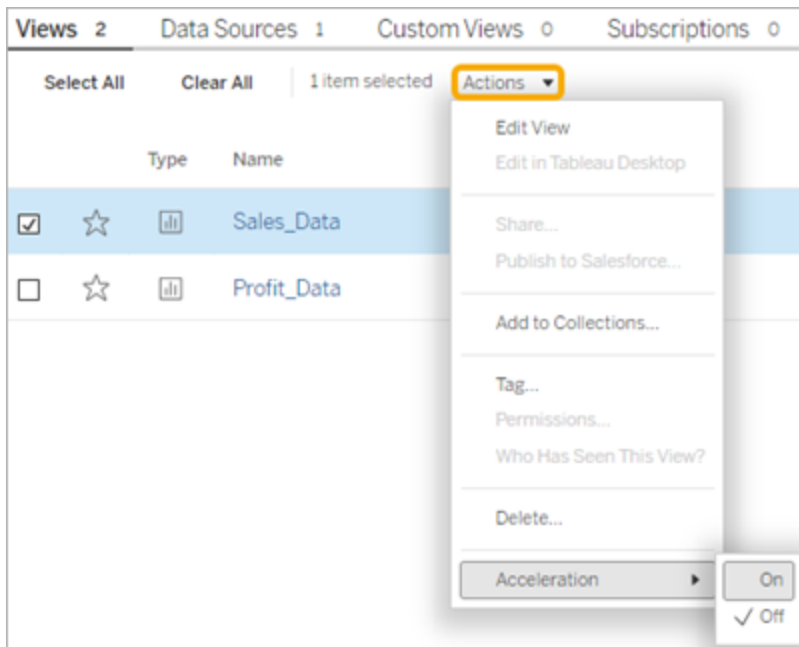 Views 2 Data Sources 1 Custom Views 0 Subscriptions 0
Select All Clear All 1 item selected Actions
Type Name
Sales_Data
Profit_Data
Edit View
Edit in Tableau Desktop
Share...
Publish to Salesforce...
Add to Collections...
Tag...
Permissions...
Who Has Seen This View?
Delete...
Acceleration
On
Off